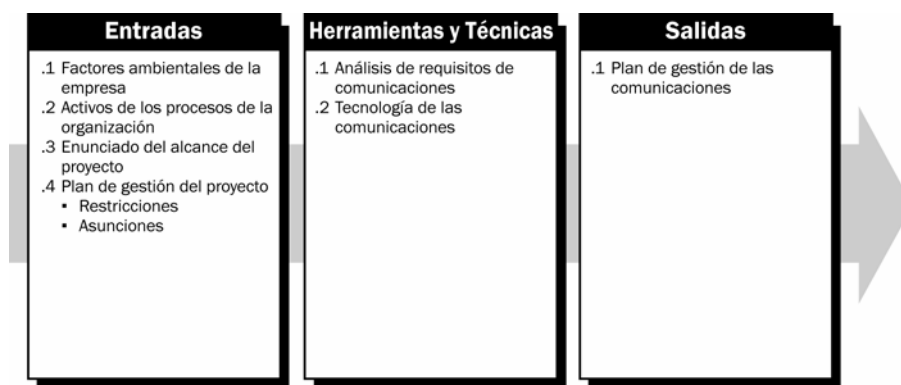 Entradas
.1 Factores ambientales de la
empresa
.2 Activos de los procesos de la
organización
.3 Enunciado del alcance del
proyecto
.4 Plan de gestión del proyecto
▪ Restricciones
▪ Asunciones
Herramientas y Técnicas
.1 Análisis de requisitos de
comunicaciones
.2 Tecnología de las
comunicaciones
Salidas
.1 Plan de gestión de las
comunicaciones